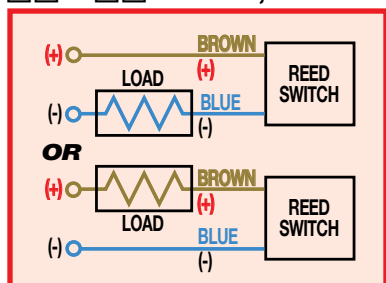 BROWN
(+) (+)
LOAD
REED
SWITCH
BLUE
(-) (-)
OR
BROWN
(+) (+)
LOAD
REED
SWITCH
BLUE
(-) (-)